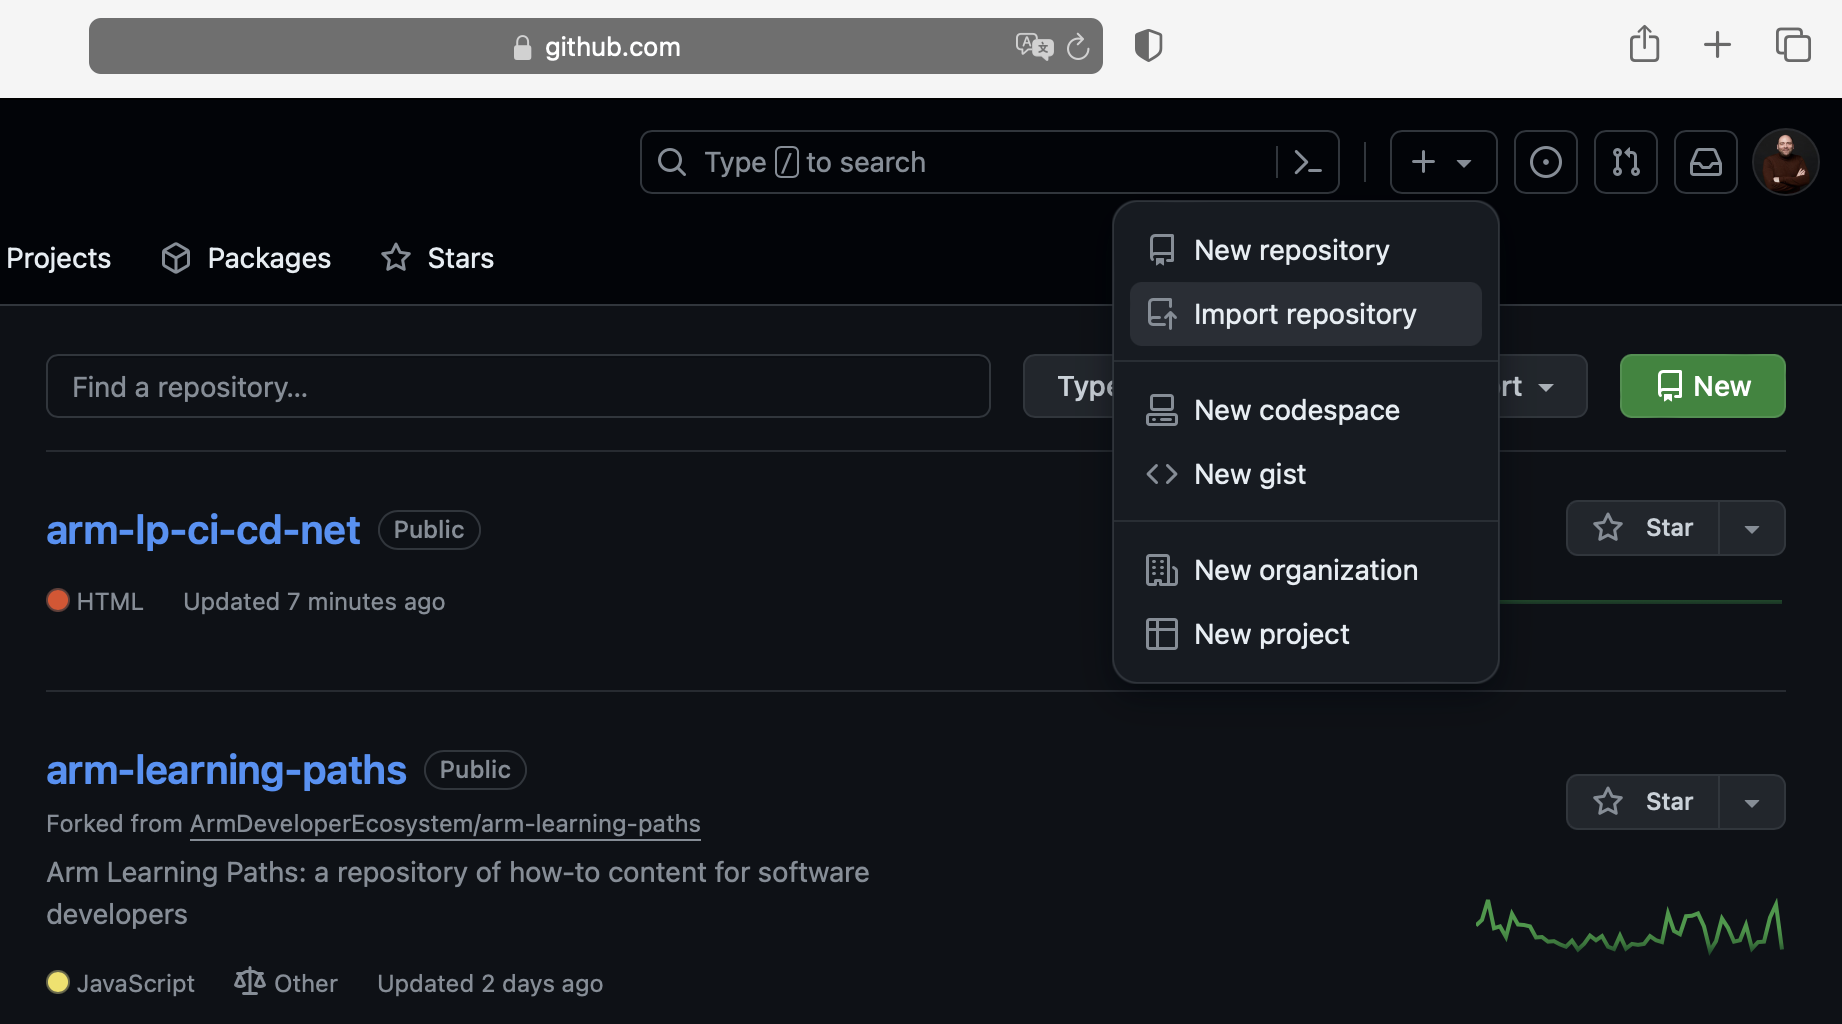 github.com
Type / to search
Projects
Packages
Stars
New repository
Import repository
New codespace
New gist
New organization
New project
Find a repository...
Type
rt
New
arm-lp-ci-cd-net
Public
Star
HTML
Updated 7 minutes ago
arm-learning-paths
Public
Star
Forked from ArmDeveloperEcosystem/arm-learning-paths
Arm Learning Paths: a repository of how-to content for software
developers
JavaScript
Other
Updated 2 days ago